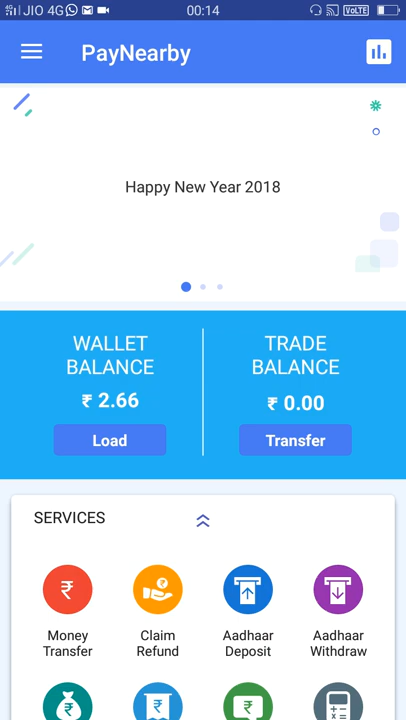 4G JIO 4G 00:14 VoLTE
PayNearby
Happy New Year 2018
WALLET
BALANCE
₹ 2.66
Load
TRADE
BALANCE
₹ 0.00
Transfer
SERVICES
Money
Transfer
Claim
Refund
Aadhaar
Deposit
Aadhaar
Withdraw